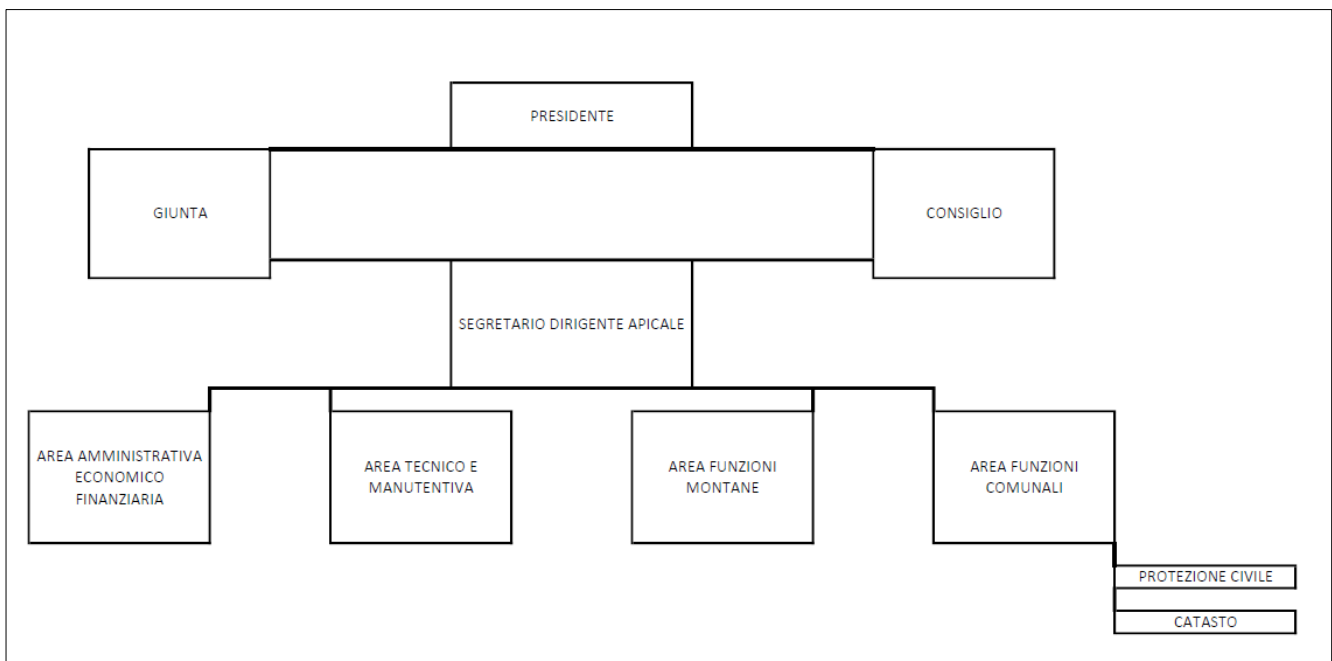 PRESIDENTE
GIUNTA
CONSIGLIO
SEGRETARIO DIRIGENTE APICALE
AREA AMMINISTRATIVA
ECONOMICO
FINANZIARIA
AREA TECNICO E
MANUTENTIVA
AREA FUNZIONI
MONTANE
AREA FUNZIONI
COMUNALI
PROTEZIONE CIVILE
CATASTO